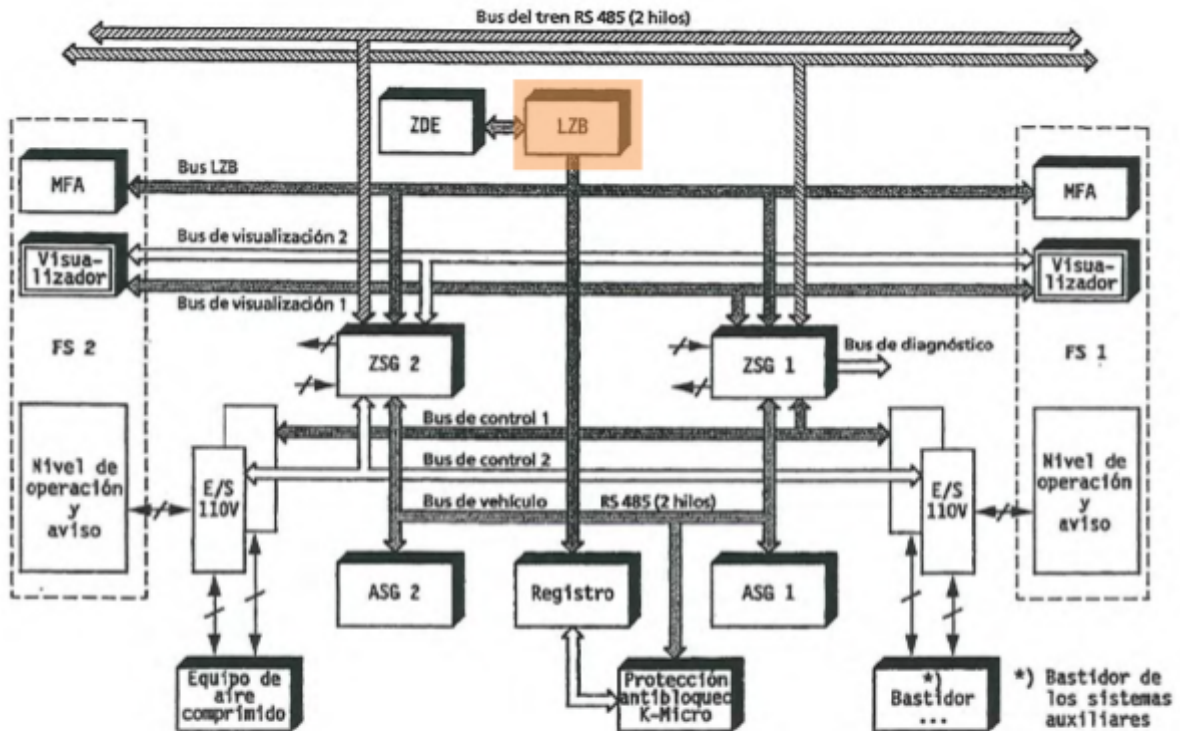 Bus del tren RS 485 (2 hilos)
ZDE
LZB
MFA
Bus LZB
MFA
Bus de visualización 2
Visua-
lizador
Visua-
lizador
Bus de visualización 1
FS 2
ZSG 2
ZSG 1
Bus de diagnóstico
FS 1
Bus de control 1
Nivel de
operación
y
aviso
E/S
110V
Bus de control 2
Bus de vehículo
RS 485 (2 hilos)
E/S
110V
Nivel de
operación
y
aviso
ASG 2
Registro
ASG 1
Equipo de
aire
comprimido
Protección
antibloquec
K-Micro
*)
Bastidor
...
*) Bastidor de
los sistemas
auxiliares